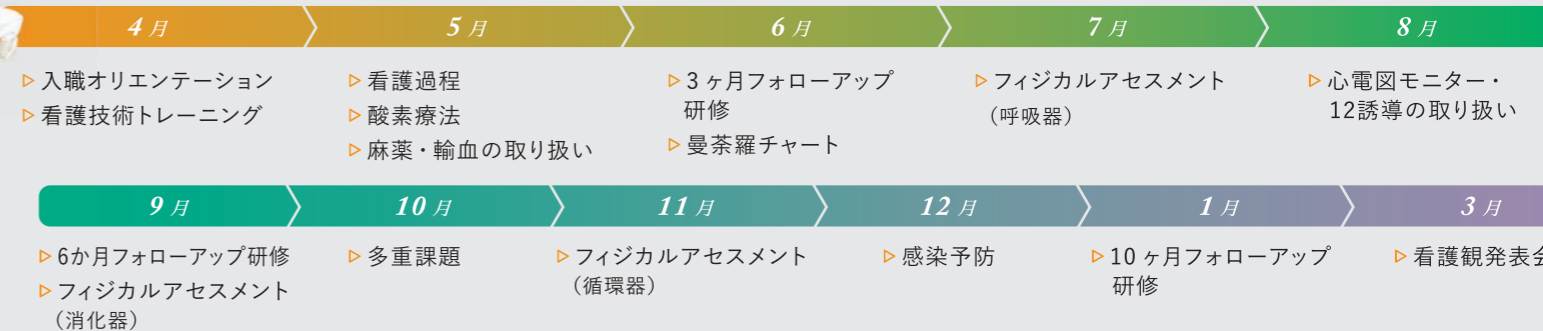 4 月 5 月 6 月 7 月 8 月
▷ 入職オリエンテーション
▷ 看護技術トレーニング
▷ 看護過程
▷ 酸素療法
▷ 麻薬・輸血の取り扱い
▷ 3 ヶ月フォローアップ
研修
▷ 曼荼羅チャート
▷ フィジカルアセスメント
（呼吸器）
▷ 心電図モニター・
12誘導の取り扱い
9 月 10 月 11 月 12 月 1 月 3 月
▷ 6か月フォローアップ研修
▷ フィジカルアセスメント
（消化器）
▷ 多重課題
▷ フィジカルアセスメント
（循環器）
▷ 感染予防
▷ 10 ヶ月フォローアップ
研修
▷ 看護観発表会